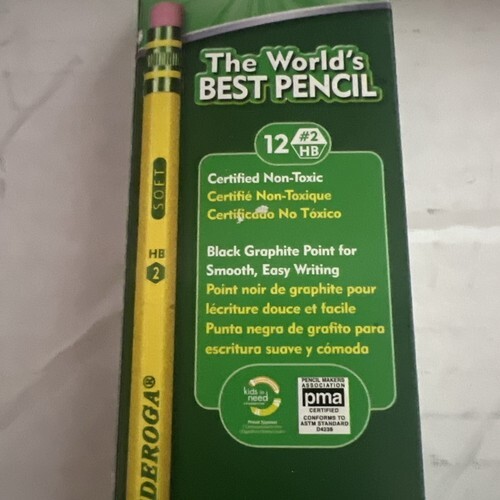 The World's
BEST PENCIL
12 #2
HB
Certified Non-Toxic
Certifié Non-Toxique
Certificado No Tóxico
Black Graphite Point for
Smooth, Easy Writing
Point noir de graphite pour
lécriture douce et facile
Punta negra de grafito para
escritura suave y cómoda
kids in
need
PENCIL MAKERS
ASSOCIATION
pma
CERTIFIED
CONFORMS TO
ASTM STANDARD
D4236
SOFT
HB
2
DEROGA®